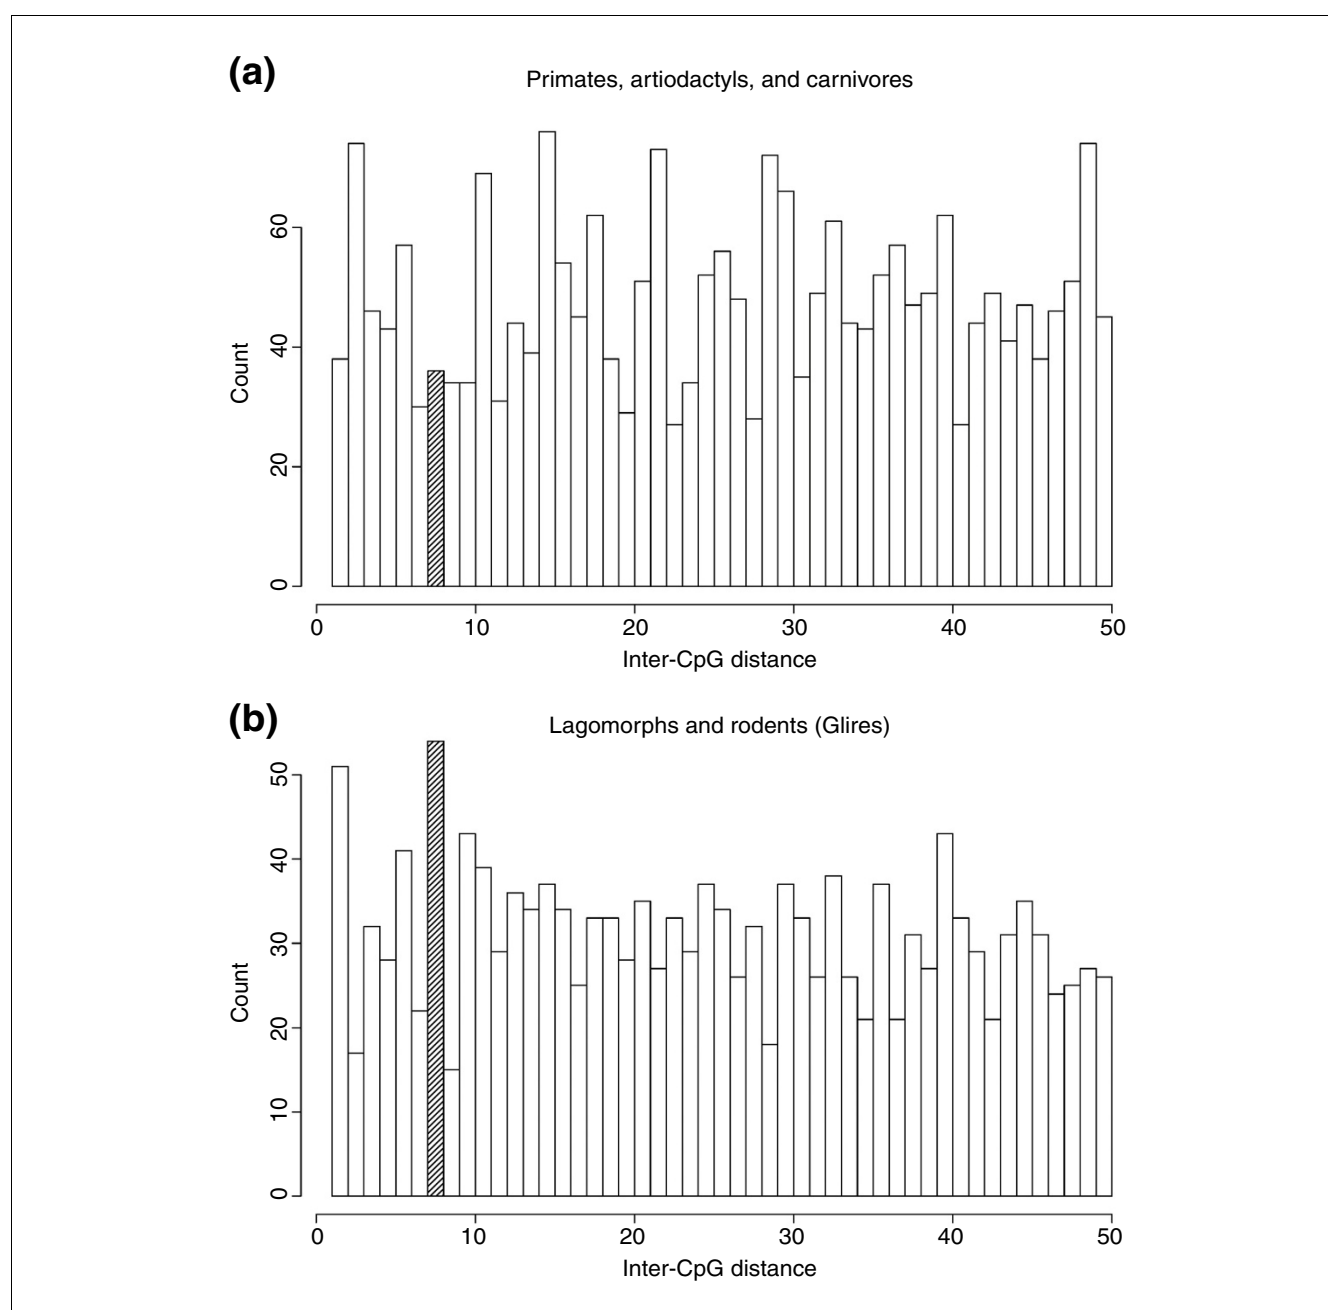 (a)
Primates, artiodactyls, and carnivores
Count
0
20
40
60
0 10 20 30 40 50
Inter-CpG distance
(b)
Lagomorphs and rodents (Glires)
Count
0
10
20
30
40
50
0 10 20 30 40 50
Inter-CpG distance